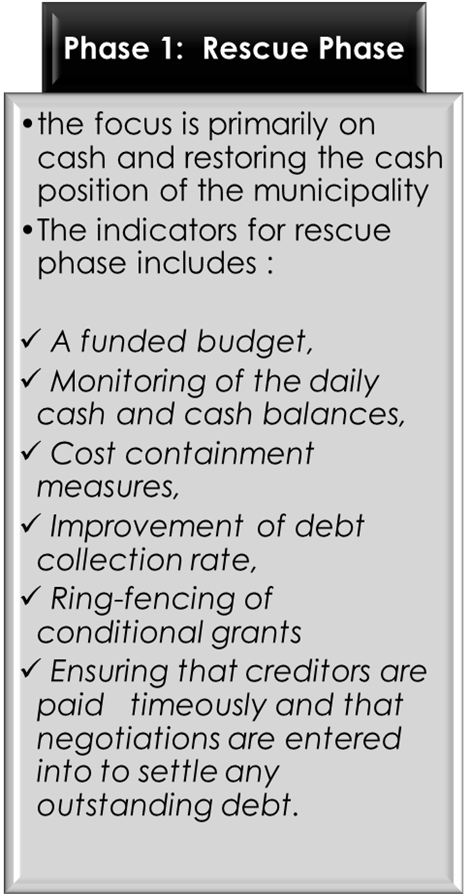 Phase 1: Rescue Phase
•the focus is primarily on
cash and restoring the cash
position of the municipality
•The indicators for rescue
phase includes :
✓ A funded budget,
✓ Monitoring of the daily
cash and cash balances,
✓ Cost containment
measures,
✓ Improvement of debt
collection rate,
✓ Ring-fencing of
conditional grants
✓ Ensuring that creditors are
paid timeously and that
negotiations are entered
into to settle any
outstanding debt.